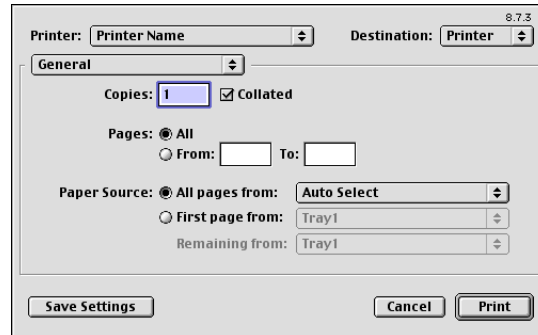 8.7.3
Printer: Printer Name Destination: Printer
General
Copies: 1 Collated
Pages: All
From: To:
Paper Source: All pages from: Auto Select
First page from: Tray1
Remaining from: Tray1
Save Settings Cancel Print